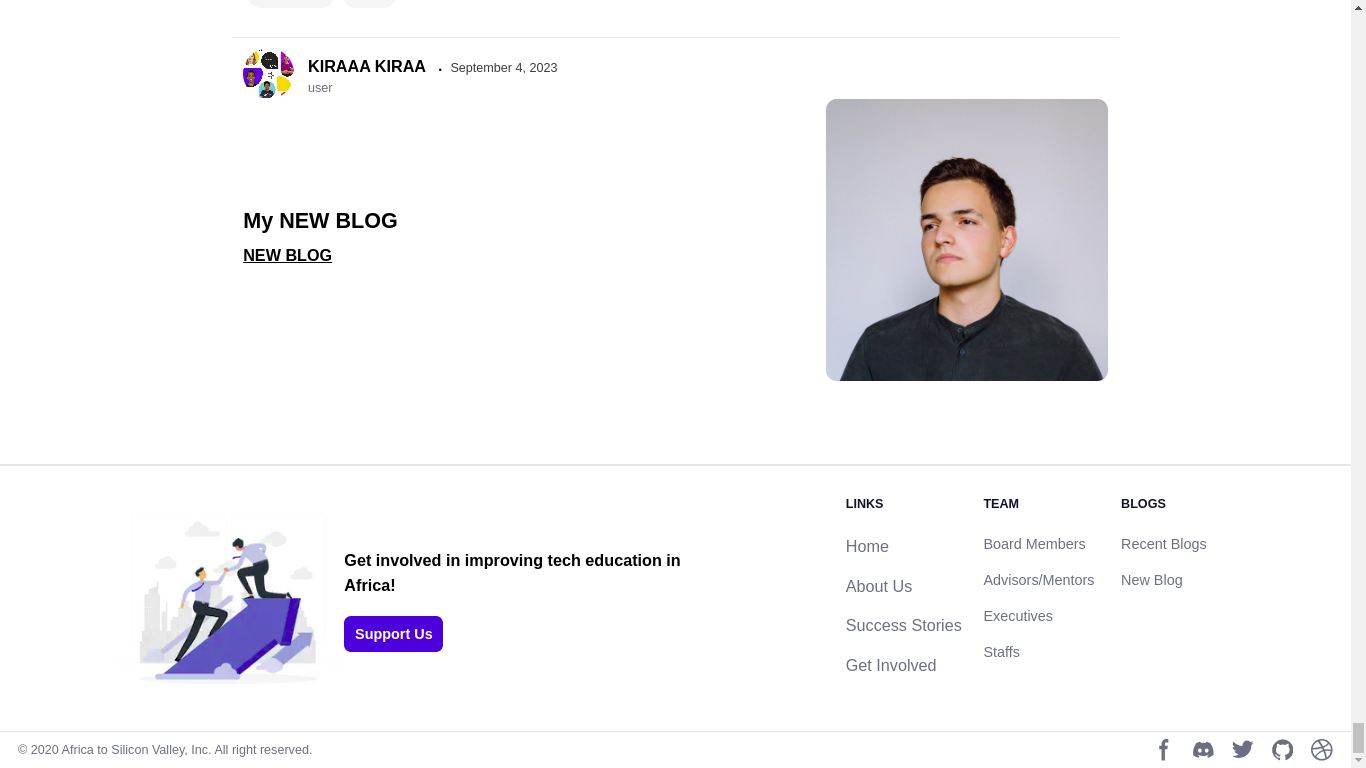 KIRAAA KIRAA . September 4, 2023
user
My NEW BLOG
NEW BLOG
Get involved in improving tech education in
Africa!
Support Us
LINKS
Home
About Us
Success Stories
Get Involved
TEAM
Board Members
Advisors/Mentors
Executives
Staffs
BLOGS
Recent Blogs
New Blog
© 2020 Africa to Silicon Valley, Inc. All right reserved.